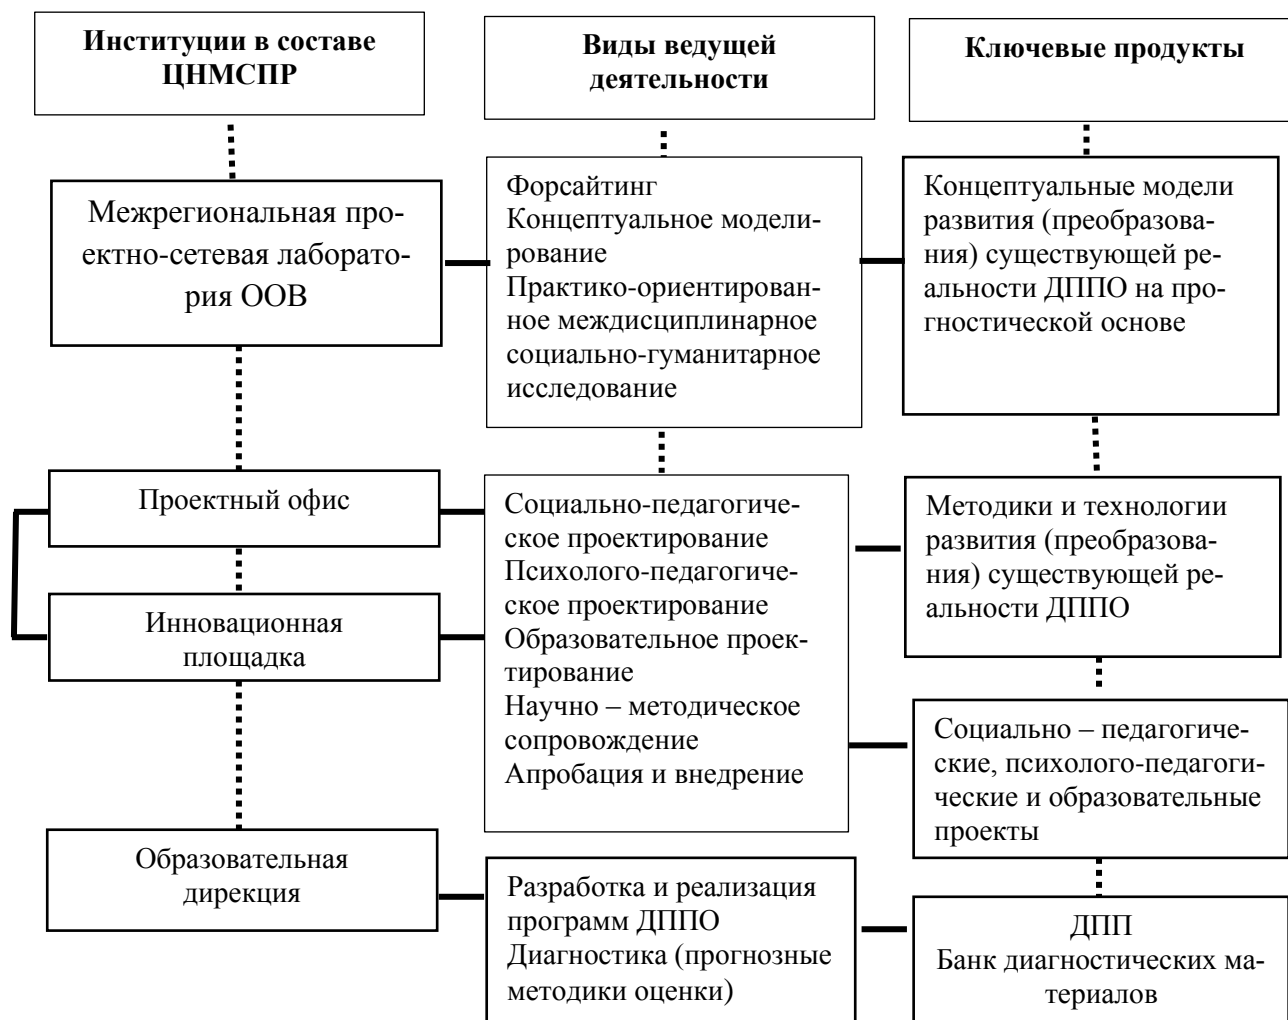 Институции в составе
ЦНМСПР
Виды ведущей
деятельности
Ключевые продукты
Межрегиональная про-
ектно-сетевая лаборато-
рия ООВ
Форсайтинг
Концептуальное модели-
рование
Практико-ориентирован-
ное междисциплинарное
социально-гуманитарное
исследование
Концептуальные модели
развития (преобразова-
ния) существующей ре-
альности ДППО на про-
гностической основе
Проектный офис
Инновационная
площадка
Социально-педагогиче-
ское проектирование
Психолого-педагогиче-
ское проектирование
Образовательное проек-
тирование
Научно – методическое
сопровождение
Апробация и внедрение
Методики и технологии
развития (преобразова-
ния) существующей ре-
альности ДППО
Социально – педагогиче-
ские, психолого-педагоги-
ческие и образовательные
проекты
Образовательная
дирекция
Разработка и реализация
программ ДППО
Диагностика (прогнозные
методики оценки)
ДПП
Банк диагностических ма-
териалов